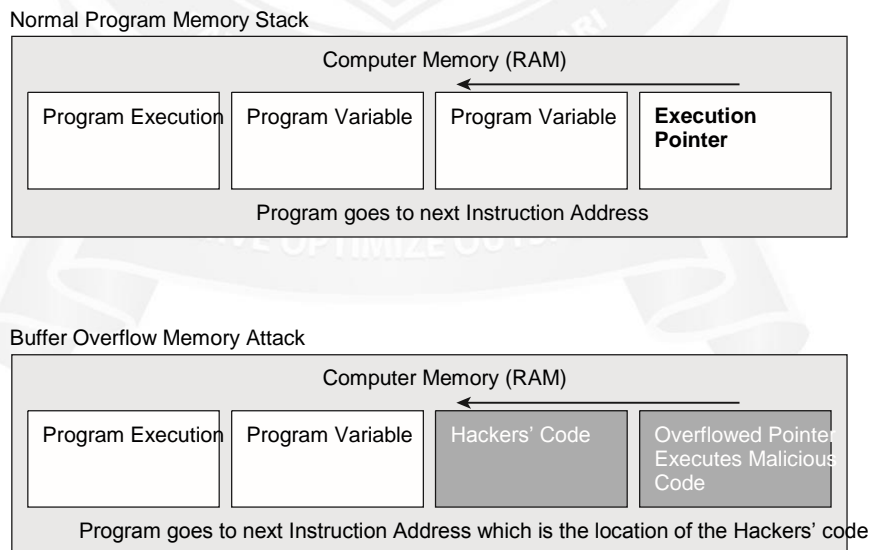 Normal Program Memory Stack
Computer Memory (RAM)
Program Execution Program Variable Program Variable Execution
Pointer
Program goes to next Instruction Address
Buffer Overflow Memory Attack
Computer Memory (RAM)
Program Execution Program Variable Hackers’ Code Overflowed Pointer
Executes Malicious
Code
Program goes to next Instruction Address which is the location of the Hackers’ code